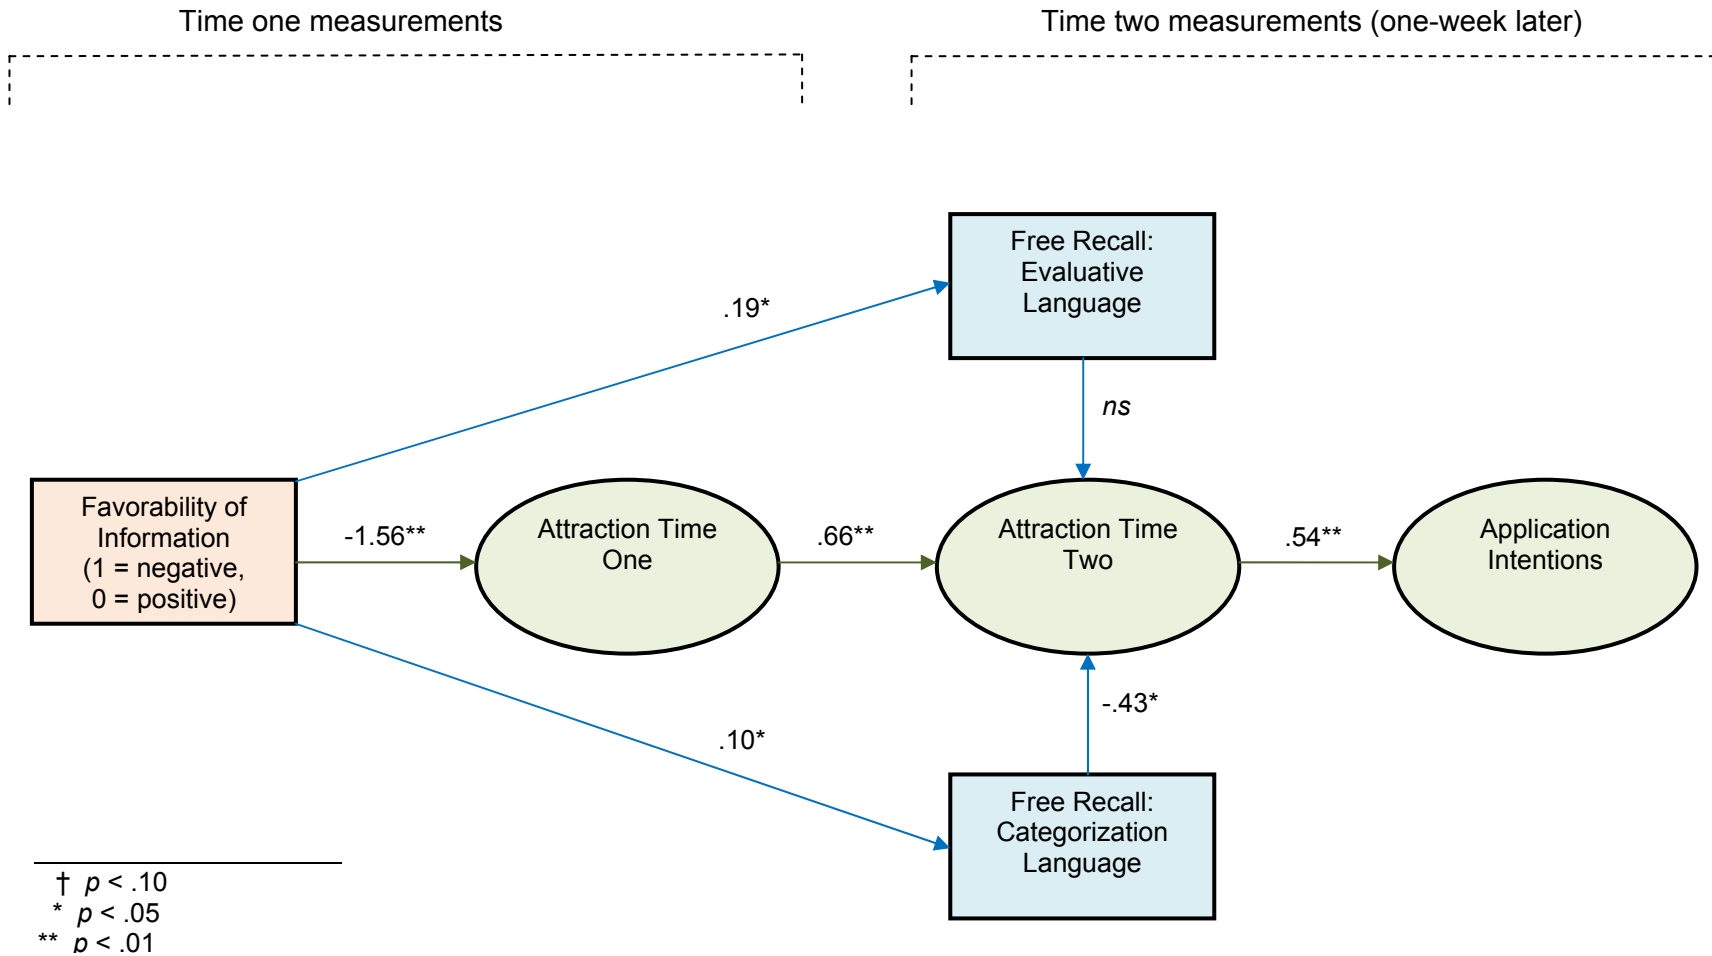 Time one measurements
Time two measurements (one-week later)
Free Recall:
Evaluative
Language
.19*
ns
Favorability of
Information
(1 = negative,
0 = positive)
-1.56**
Attraction Time
One
.66**
Attraction Time
Two
.54**
Application
Intentions
-.43*
.10*
Free Recall:
Categorization
Language
† p < .10
* p < .05
** p < .01